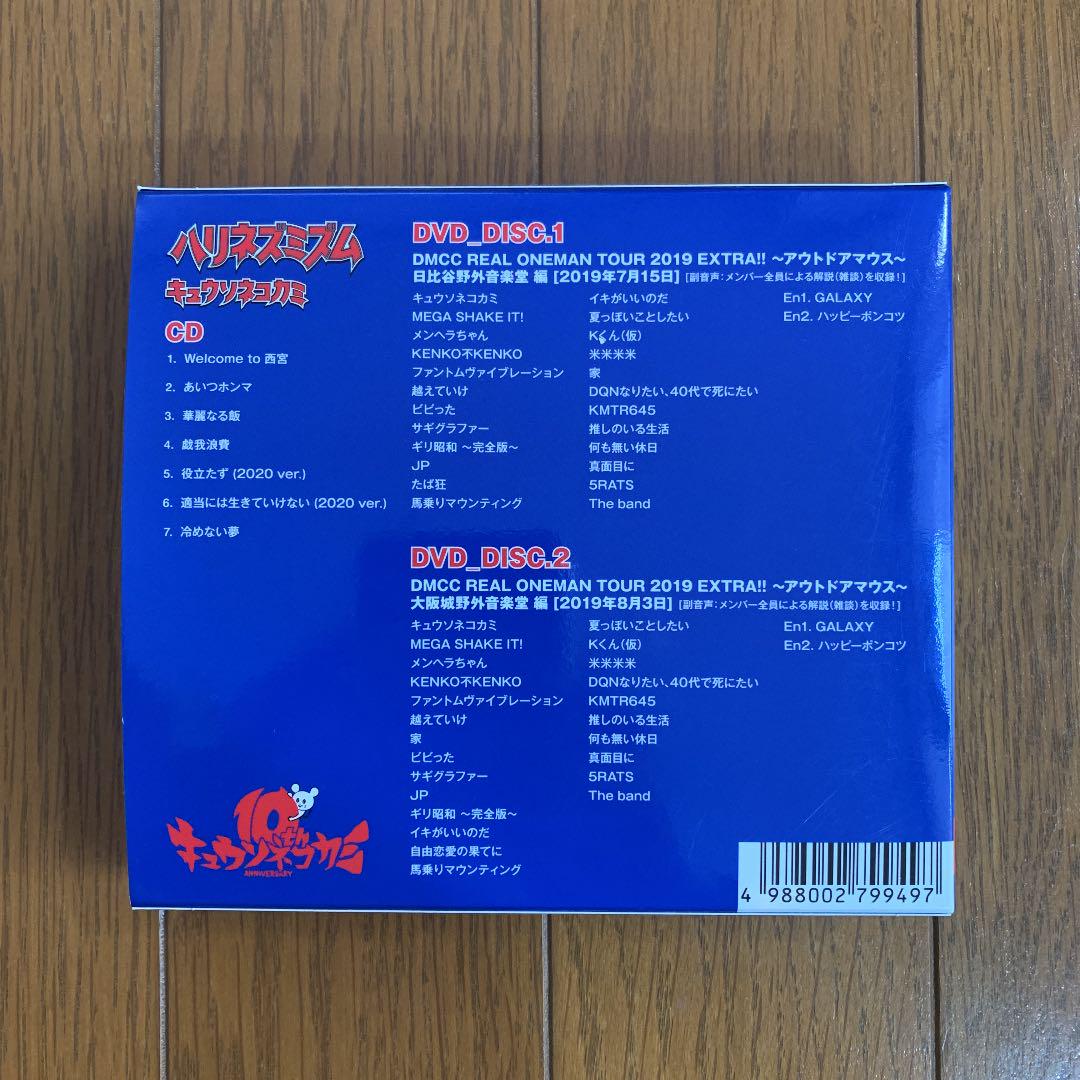 ハリネズミズム
キュウソネコカミ
CD
1. Welcome to 西宮
2. あいつホンマ
3. 華麗なる飯
4. 戯我浪費
5. 役立たず (2020 ver.)
6. 適当には生きていけない (2020 ver.)
7. 冷めない夢
10
キュウソネコカミ
ANNIVERSARY
DVD_DISC.1
DMCC REAL ONEMAN TOUR 2019 EXTRA!! ～アウトドアマウス～
日比谷野外音楽堂 編 [2019年7月15日] [副音声：メンバー全員による解説(雑談)を収録！]
キュウソネコカミ
MEGA SHAKE IT!
メンヘラちゃん
KENKO不KENKO
ファントムヴァイブレーション
越えていけ
ビビった
サギグラファー
ギリ昭和 ～完全版～
JP
たば狂
馬乗りマウンティング
イキがいいのだ
夏っぽいことしたい
Kくん(仮)
米米米米
家
DQNなりたい、40代で死にたい
KMTR645
推しのいる生活
何も無い休日
真面目に
5RATS
The band
En1. GALAXY
En2. ハッピーポンコツ
DVD_DISC.2
DMCC REAL ONEMAN TOUR 2019 EXTRA!! ～アウトドアマウス～
大阪城野外音楽堂 編 [2019年8月3日] [副音声：メンバー全員による解説(雑談)を収録！]
キュウソネコカミ
MEGA SHAKE IT!
メンヘラちゃん
KENKO不KENKO
ファントムヴァイブレーション
越えていけ
家
ビビった
サギグラファー
JP
ギリ昭和 ～完全版～
イキがいいのだ
自由恋愛の果てに
馬乗りマウンティング
夏っぽいことしたい
Kくん(仮)
米米米米
DQNなりたい、40代で死にたい
KMTR645
推しのいる生活
何も無い休日
真面目に
5RATS
The band
En1. GALAXY
En2. ハッピーポンコツ
4 988002 799497